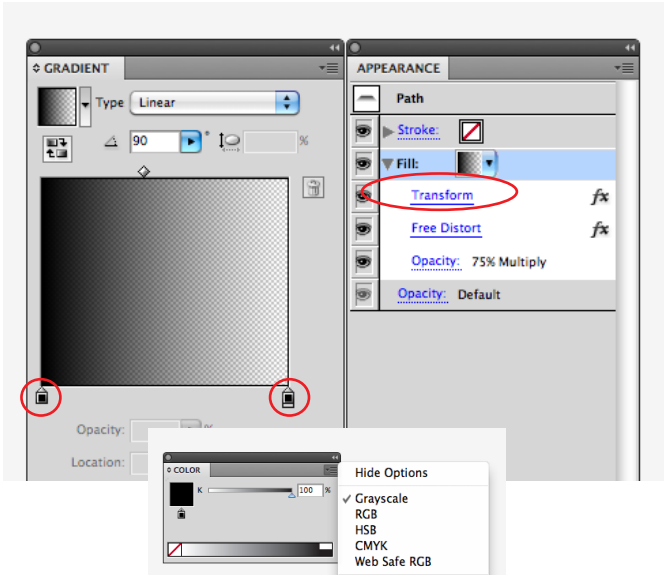 GRADIENT
Type Linear
90 ° %
Opacity: %
Location:
APPEARANCE
Path
Stroke:
Fill:
Transform fx
Free Distort fx
Opacity: 75% Multiply
Opacity: Default
COLOR
K 100 %
Hide Options
✓ Grayscale
RGB
HSB
CMYK
Web Safe RGB